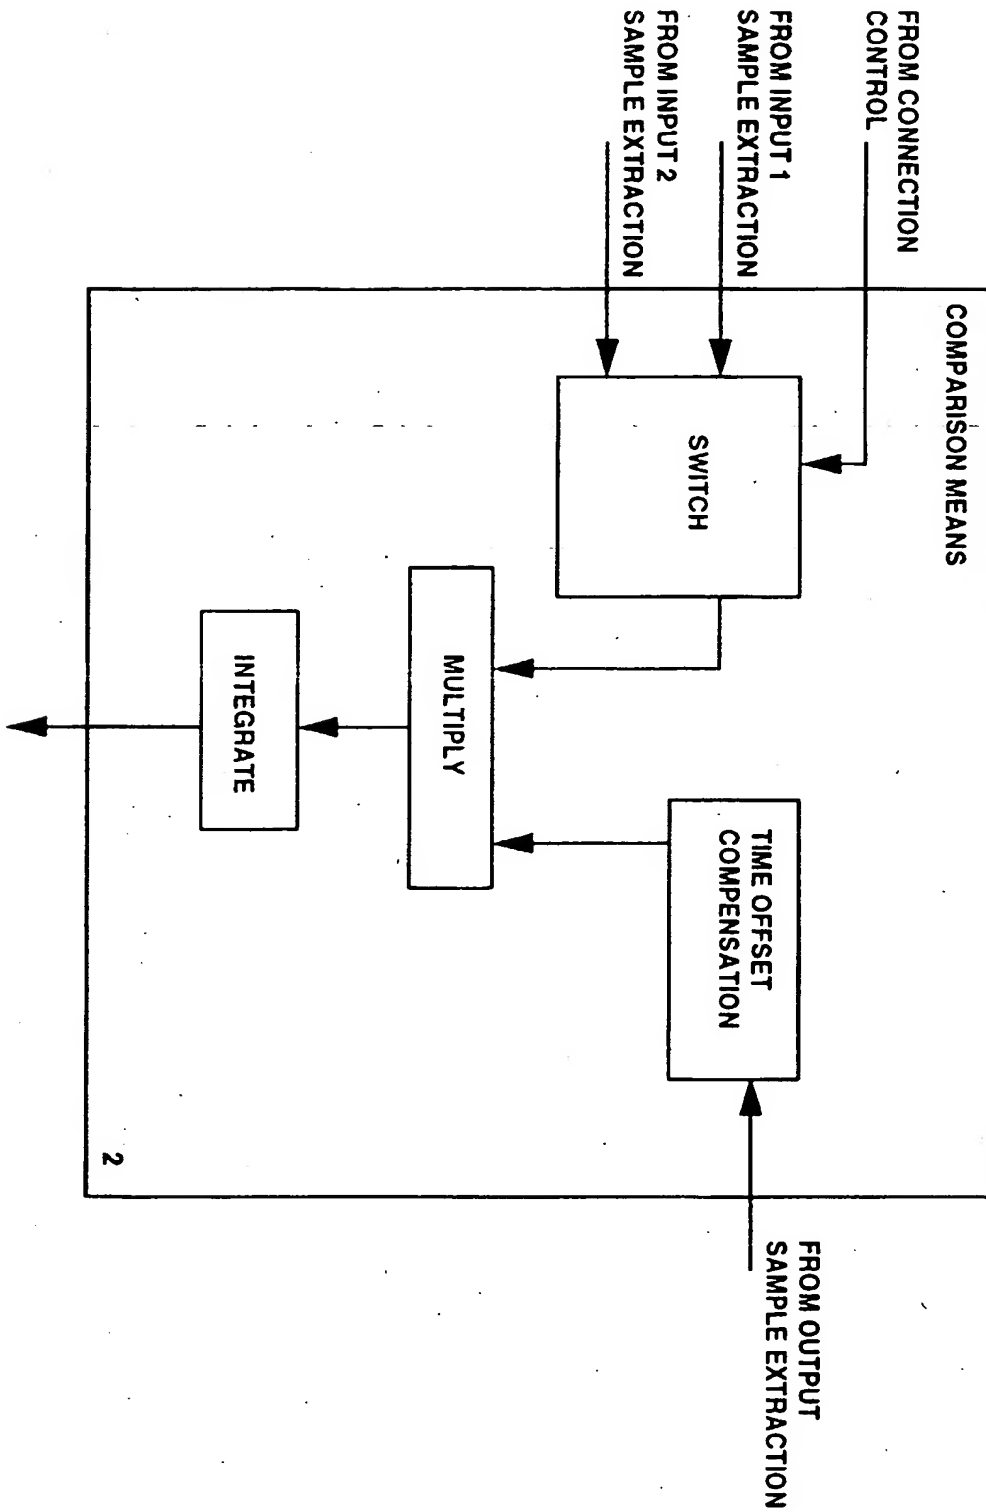 COMPARISON MEANS
FROM CONNECTION
CONTROL
FROM INPUT 1
SAMPLE EXTRACTION
FROM INPUT 2
SAMPLE EXTRACTION
SWITCH
TIME OFFSET
COMPENSATION
FROM OUTPUT
SAMPLE EXTRACTION
MULTIPLY
INTEGRATE
2